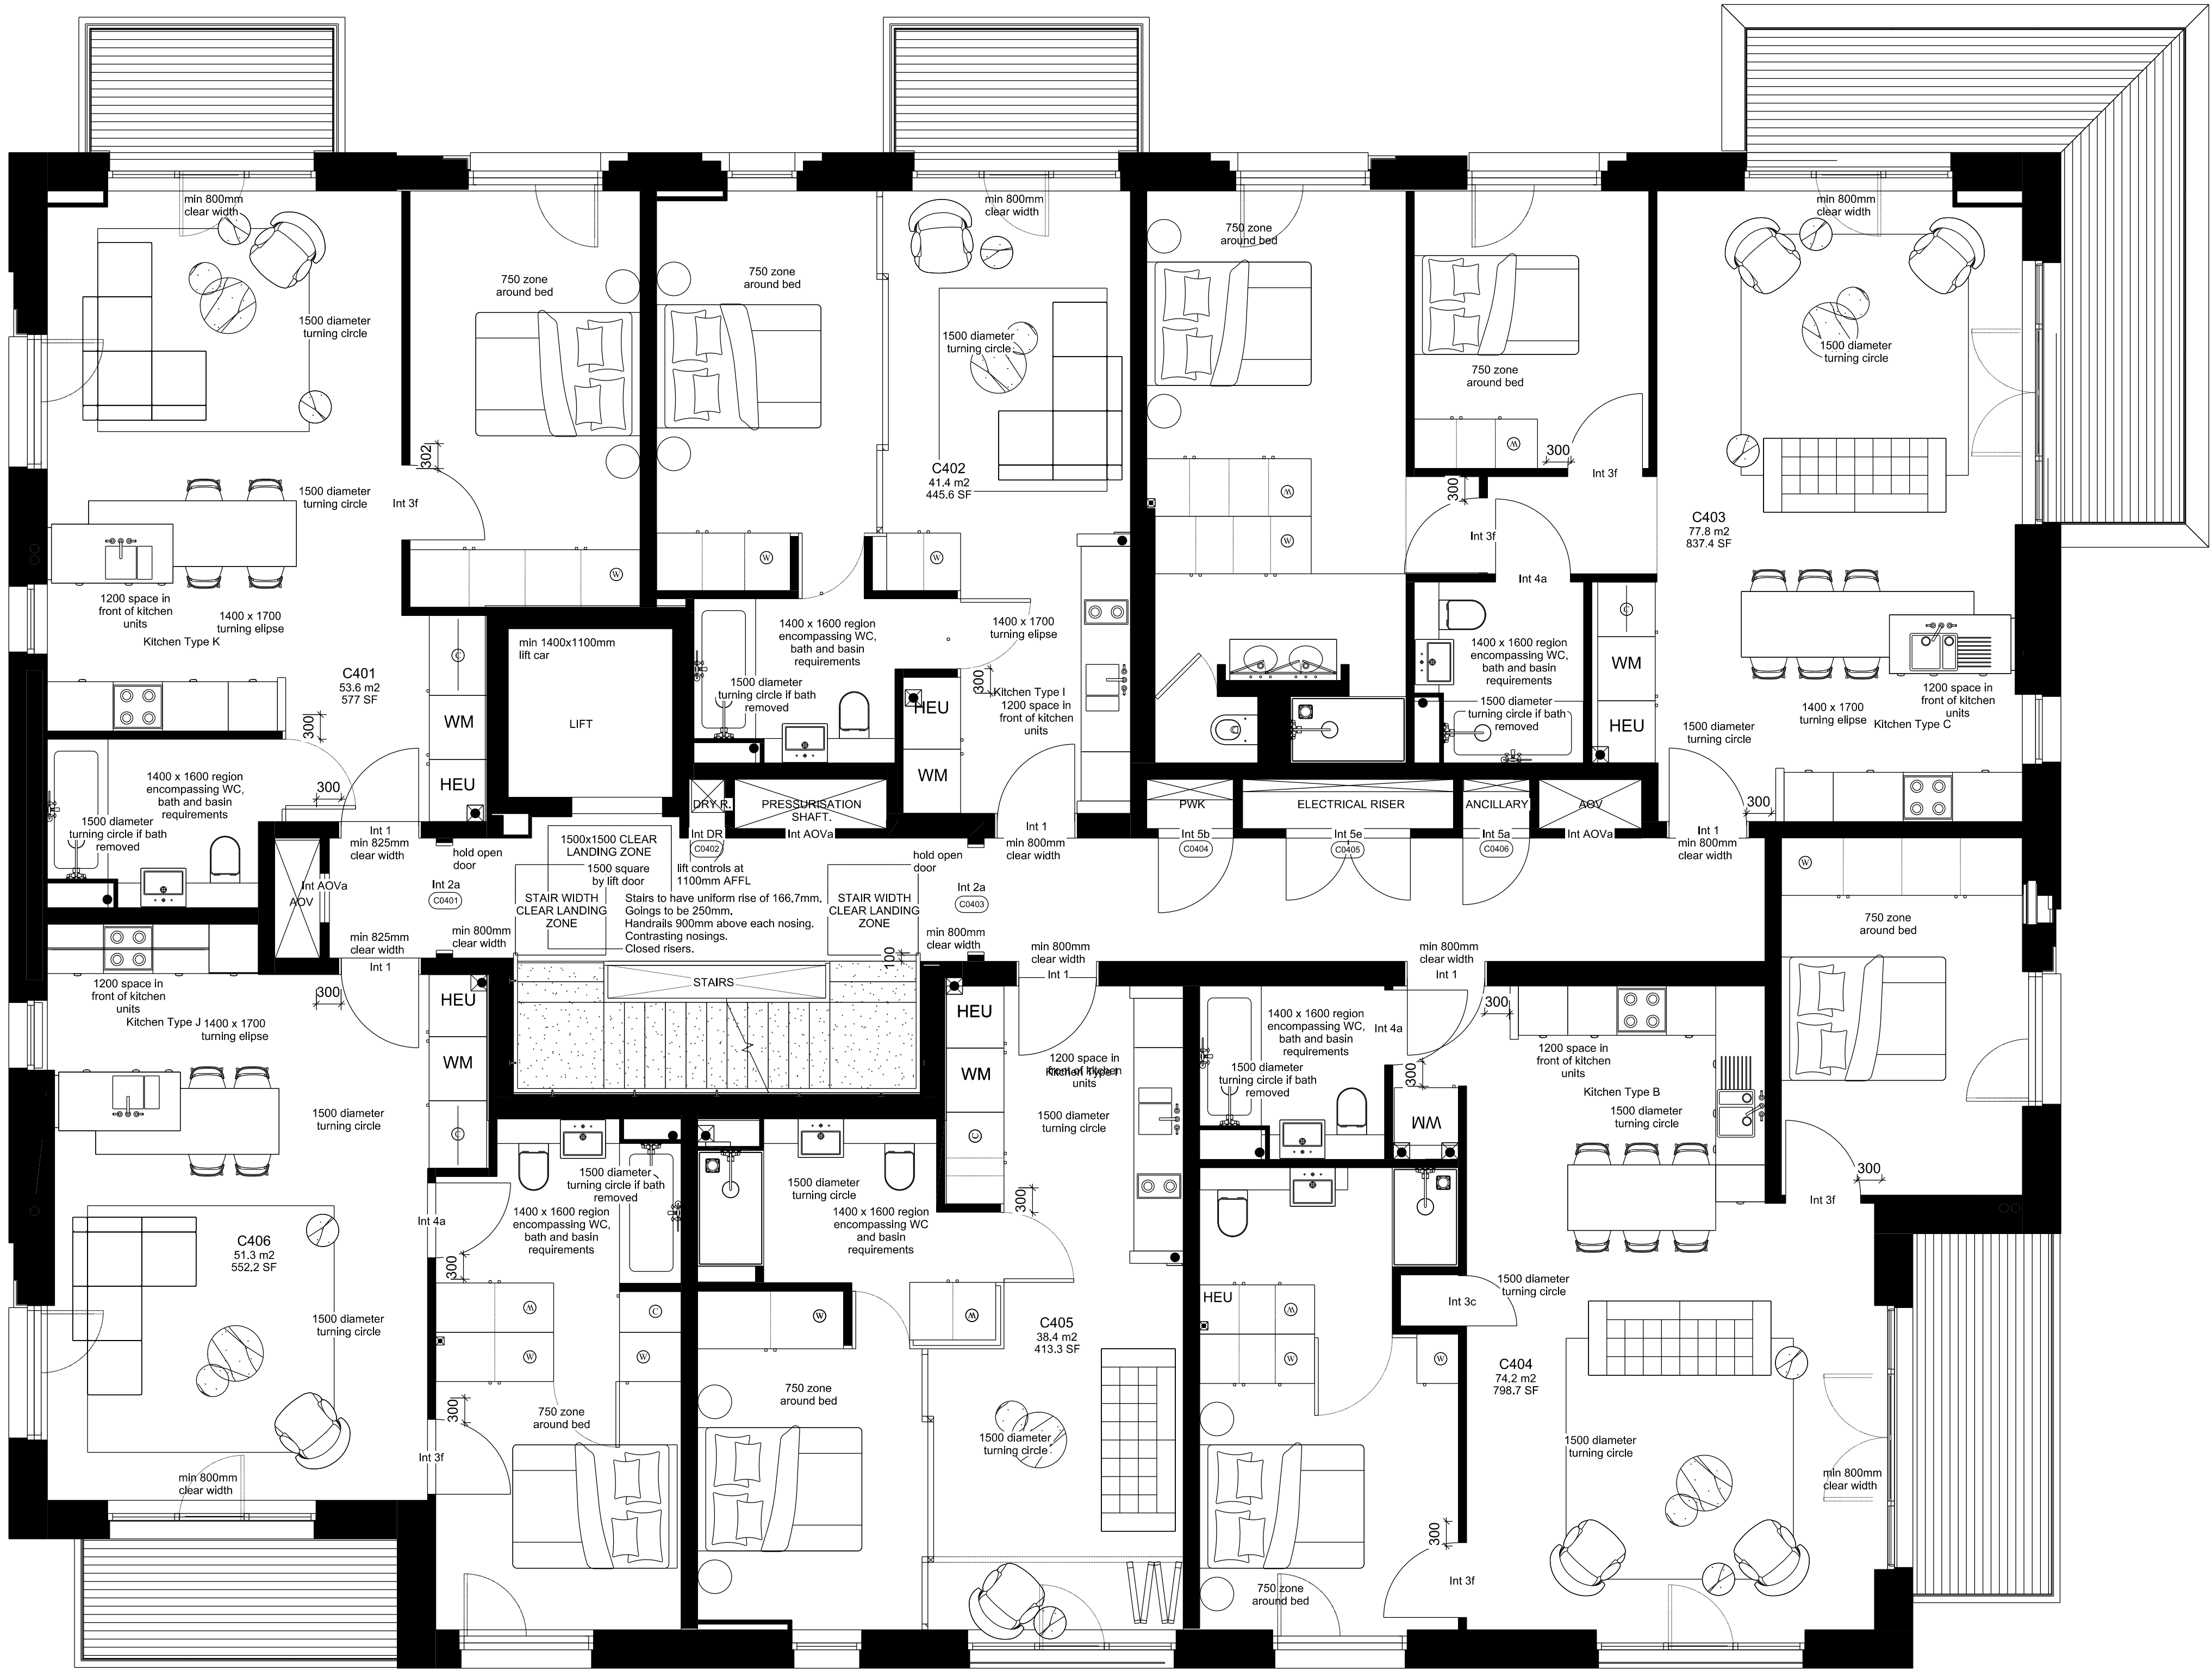 min 800mm
clear width
1500 diameter
turning circle
1500 diameter
turning circle
302
Int 3f
750 zone
around bed
W
1200 space in
front of kitchen
units
Kitchen Type K
1400 x 1700
turning elipse
C401
53.6 m2
577 SF
C
WM
HEU
300
300
1400 x 1600 region
encompassing WC,
bath and basin
requirements
1500 diameter
turning circle if bath
removed
Int 1
min 825mm
clear width
750 zone
around bed
W
W
min 800mm
clear width
1500 diameter
turning circle
C402
41.4 m2
445.6 SF
1400 x 1700
turning elipse
1400 x 1600 region
encompassing WC,
bath and basin
requirements
1500 diameter
turning circle if bath
removed
300
HEU
WM
Kitchen Type I
1200 space in
front of kitchen
units
Int 1
min 800mm
clear width
min 1400x1100mm
lift car
LIFT
DRY R.
PRESSURISATION
SHAFT.
Int DR
C0402
Int AOVa
750 zone
around bed
W
W
750 zone
around bed
W
300
Int 3f
300
Int 3f
Int 4a
1400 x 1600 region
encompassing WC,
bath and basin
requirements
1500 diameter
turning circle if bath
removed
C
WM
HEU
min 800mm
clear width
1500 diameter
turning circle
C403
77.8 m2
837.4 SF
1200 space in
front of kitchen
units
1400 x 1700
turning elipse
Kitchen Type C
1500 diameter
turning circle
300
Int 1
min 800mm
clear width
PWK
ELECTRICAL RISER
ANCILLARY
AOV
Int 5b
C0404
Int 5e
C0405
Int 5a
C0406
Int AOVa
Int AOVa
AOV
hold open
door
Int 2a
C0401
min 800mm
clear width
1500x1500 CLEAR
LANDING ZONE
1500 square
by lift door
lift controls at
1100mm AFFL
STAIR WIDTH
CLEAR LANDING
ZONE
Stairs to have uniform rise of 166.7mm.
Goings to be 250mm.
Handrails 900mm above each nosing.
Contrasting nosings.
Closed risers.
STAIR WIDTH
CLEAR LANDING
ZONE
hold open
door
Int 2a
C0403
min 800mm
clear width
100
STAIRS
min 825mm
clear width
Int 1
300
1200 space in
front of kitchen
units
Kitchen Type J
1400 x 1700
turning elipse
HEU
WM
C
1500 diameter
turning circle
C406
51.3 m2
552.2 SF
1500 diameter
turning circle
min 800mm
clear width
Int 4a
300
1500 diameter
turning circle if bath
removed
1400 x 1600 region
encompassing WC,
bath and basin
requirements
W
C
W
W
300
Int 3f
750 zone
around bed
min 800mm
clear width
Int 1
HEU
WM
C
1200 space in
front of kitchen
units
Kitchen Type I
1500 diameter
turning circle
300
1500 diameter
turning circle
1400 x 1600 region
encompassing WC
and basin
requirements
W
W
C405
38.4 m2
413.3 SF
750 zone
around bed
1500 diameter
turning circle
min 800mm
clear width
Int 1
300
1400 x 1600 region
encompassing WC,
bath and basin
requirements
Int 4a
1500 diameter
turning circle if bath
removed
300
WM
1200 space in
front of kitchen
units
Kitchen Type B
1500 diameter
turning circle
HEU
W
W
W
Int 3c
1500 diameter
turning circle
C404
74.2 m2
798.7 SF
1500 diameter
turning circle
min 800mm
clear width
300
Int 3f
750 zone
around bed
W
750 zone
around bed
300
Int 3f